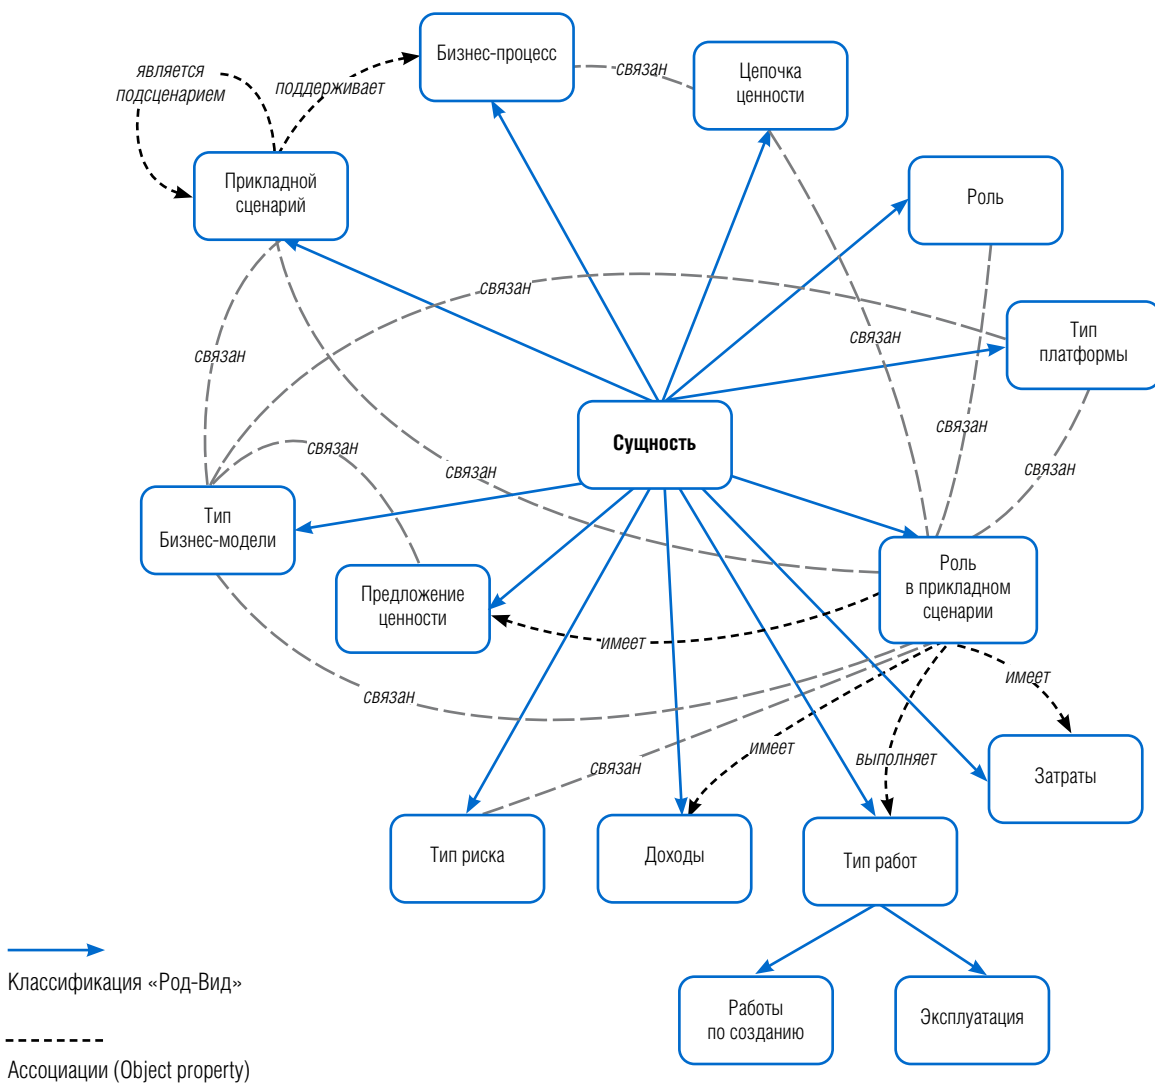 Бизнес-процесс
связан
Цепочка
ценности
является
подсценарием
поддерживает
Прикладной
сценарий
Роль
связан
связан
Тип
платформы
связан
связан
Сущность
связан
связан
связан
Тип
Бизнес-модели
Предложение
ценности
Роль
в прикладном
сценарии
имеет
имеет
связан
имеет
выполняет
связан
Затраты
Тип риска
Доходы
Тип работ
Классификация «Род-Вид»
Работы
по созданию
Эксплуатация
Ассоциации (Object property)